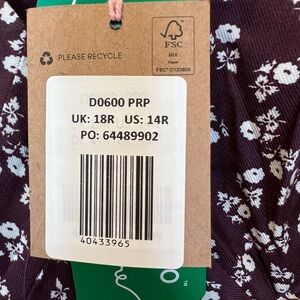 FSC
PLEASE RECYCLE
MIX
Paper
FSC® C120609
D0600 PRP
UK: 18R US: 14R
PO: 64489902
40433965